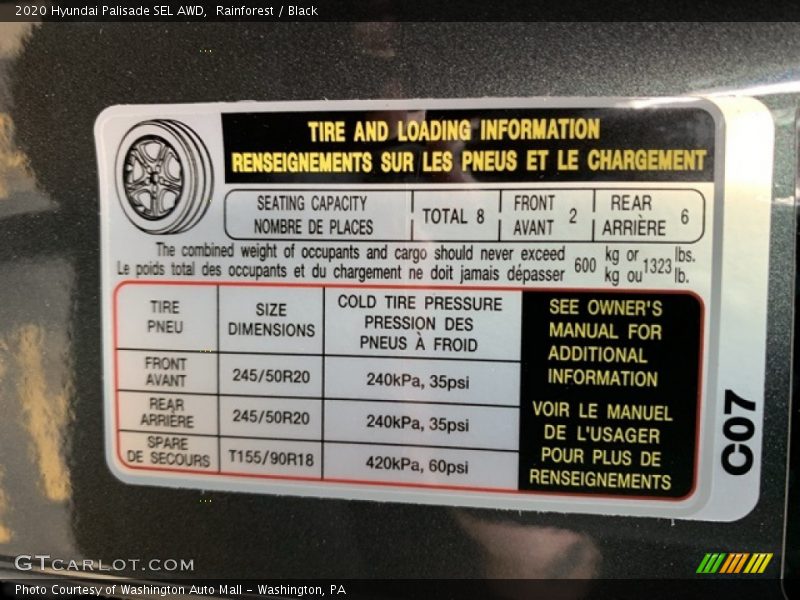 2020 Hyundai Palisade SEL AWD, Rainforest / Black
TIRE AND LOADING INFORMATION
RENSEIGNEMENTS SUR LES PNEUS ET LE CHARGEMENT
SEATING CAPACITY
NOMBRE DE PLACES
TOTAL 8
FRONT
AVANT
2
REAR
ARRIÈRE
6
The combined weight of occupants and cargo should never exceed
Le poids total des occupants et du chargement ne doit jamais dépasser
600
kg or
kg ou
1323
lbs.
lb.
TIRE
PNEU
SIZE
DIMENSIONS
COLD TIRE PRESSURE
PRESSION DES
PNEUS À FROID
FRONT
AVANT
245/50R20
240kPa, 35psi
REAR
ARRIÈRE
245/50R20
240kPa, 35psi
SPARE
DE SECOURS
T155/90R18
420kPa, 60psi
SEE OWNER'S
MANUAL FOR
ADDITIONAL
INFORMATION
VOIR LE MANUEL
DE L'USAGER
POUR PLUS DE
RENSEIGNEMENTS
C07
GTCARLOT.COM
Photo Courtesy of Washington Auto Mall - Washington, PA